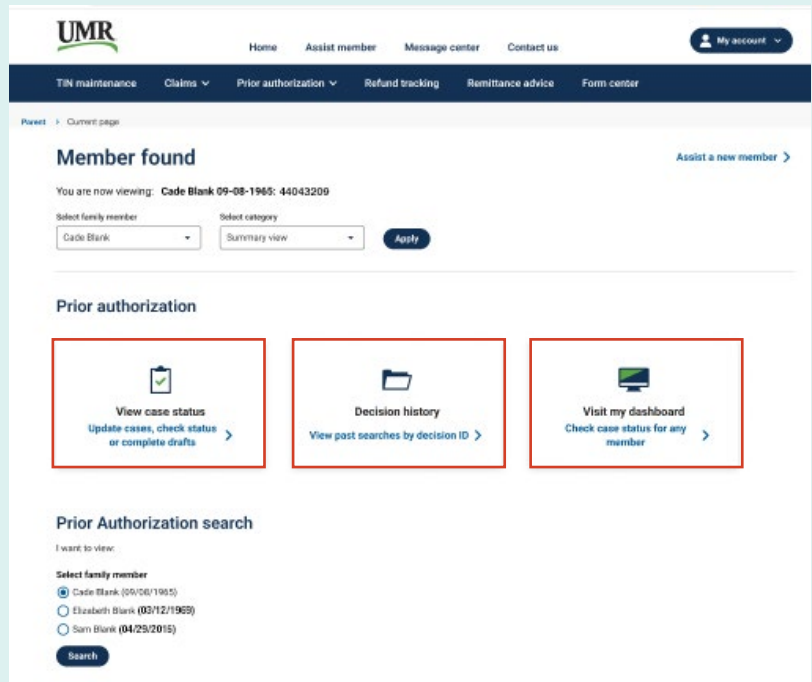 UMR
Home Assist member Message center Contact us My account
TIN maintenance Claims Prior authorization Refund tracking Remittance advice Form center
Parent > Current page
Member found
Assist a new member >
You are now viewing: Cade Blank 09-08-1965: 44043209
Select family member Select category
Cade Blank Summary view Apply
Prior authorization
View case status
Update cases, check status
or complete drafts >
Decision history
View past searches by decision ID >
Visit my dashboard
Check case status for any
member >
Prior Authorization search
I want to view:
Select family member
Cade Blank (09/08/1965)
Elizabeth Blank (03/12/1969)
Sam Blank (04/29/2015)
Search